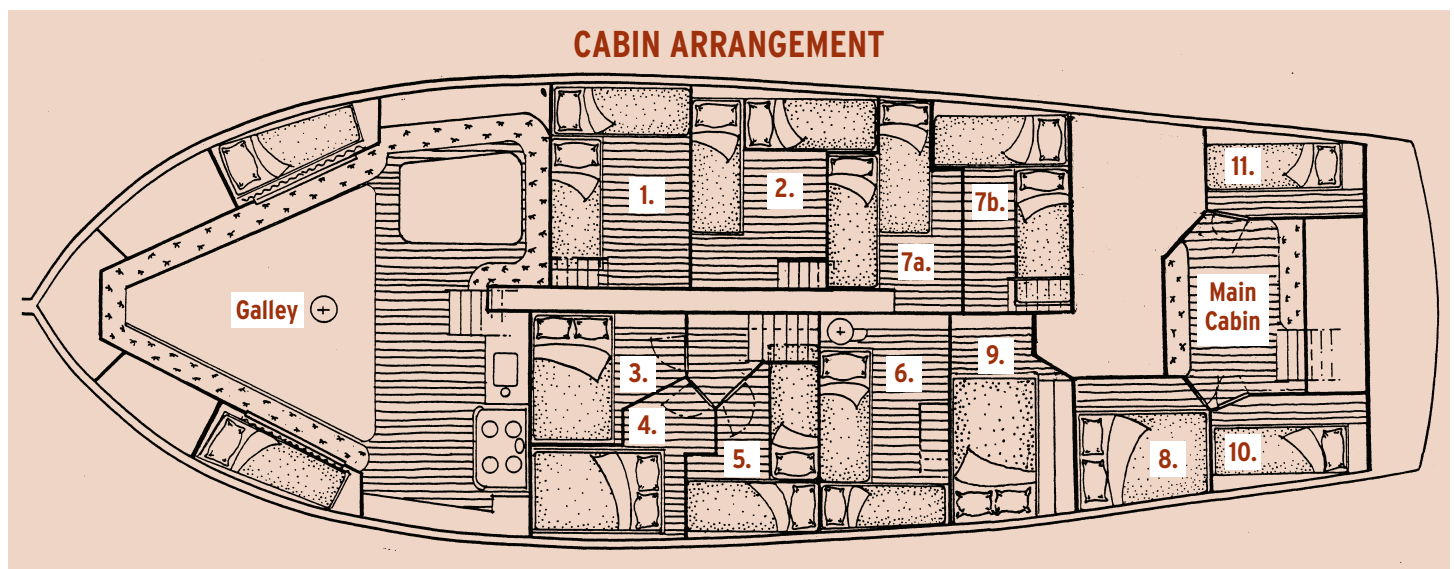 CABIN ARRANGEMENT
1.
2.
7a.
7b.
11.
Galley
Main
Cabin
3.
4.
5.
6.
9.
8.
10.